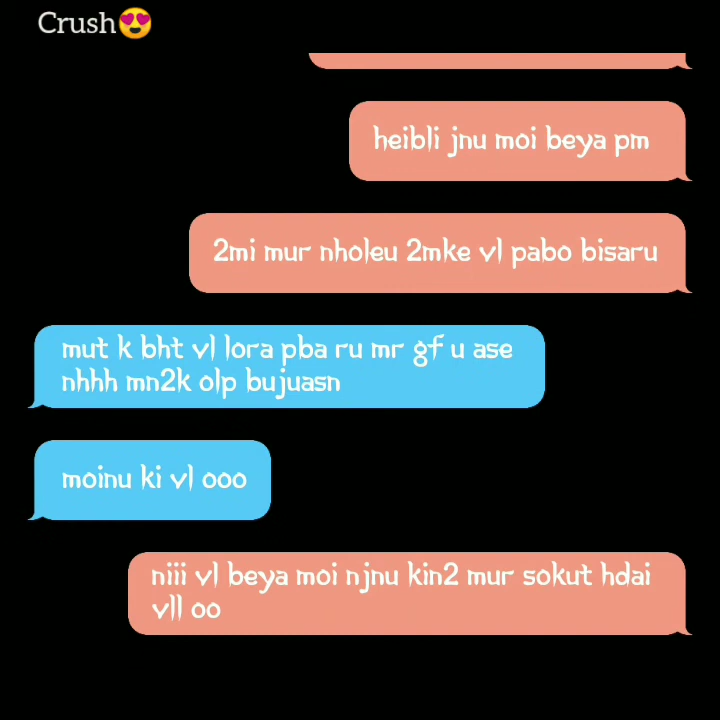 Crush😍
heibli jnu moi beya pm
2mi mur nholeu 2mke vl pabo bisaru
mut k bht vl lora pba ru mr gf u ase
nhhh mn2k olp bujuasn
moinu ki vl ooo
niii vl beya moi njnu kin2 mur sokut hdai
vll oo